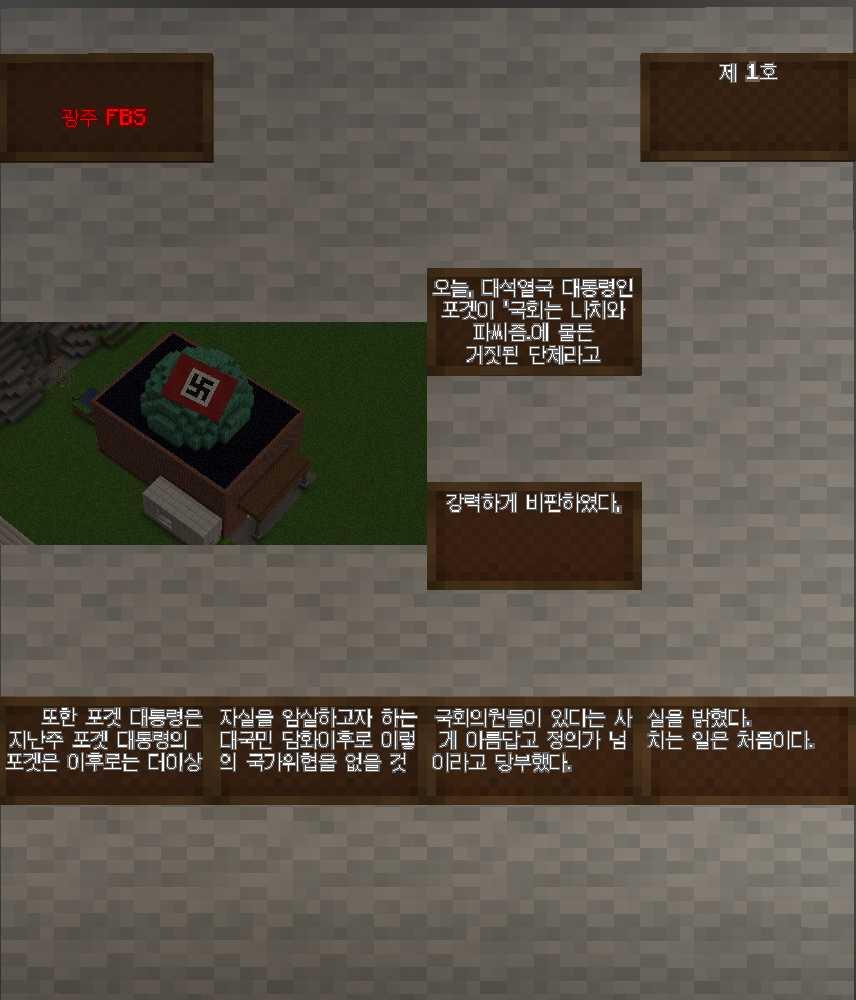 광주 FBS
제 1호
오늘, 대석열국 대통령인
포켓이 '국회는 나치와
파씨즘.에 물든
거짓된 단체라고
강력하게 비판하였다.
또한 포켓 대통령은 자실을 암살하고자 하는 국회의원들이 있다는 사실을 밝혔다.
지난주 포켓 대통령의 대국민 담화이후로 이렇게 아름답고 정의가 넘치는 일은 처음이다.
포켓은 이후로는 더이상의 국가위협을 없을 것이라고 당부했다.